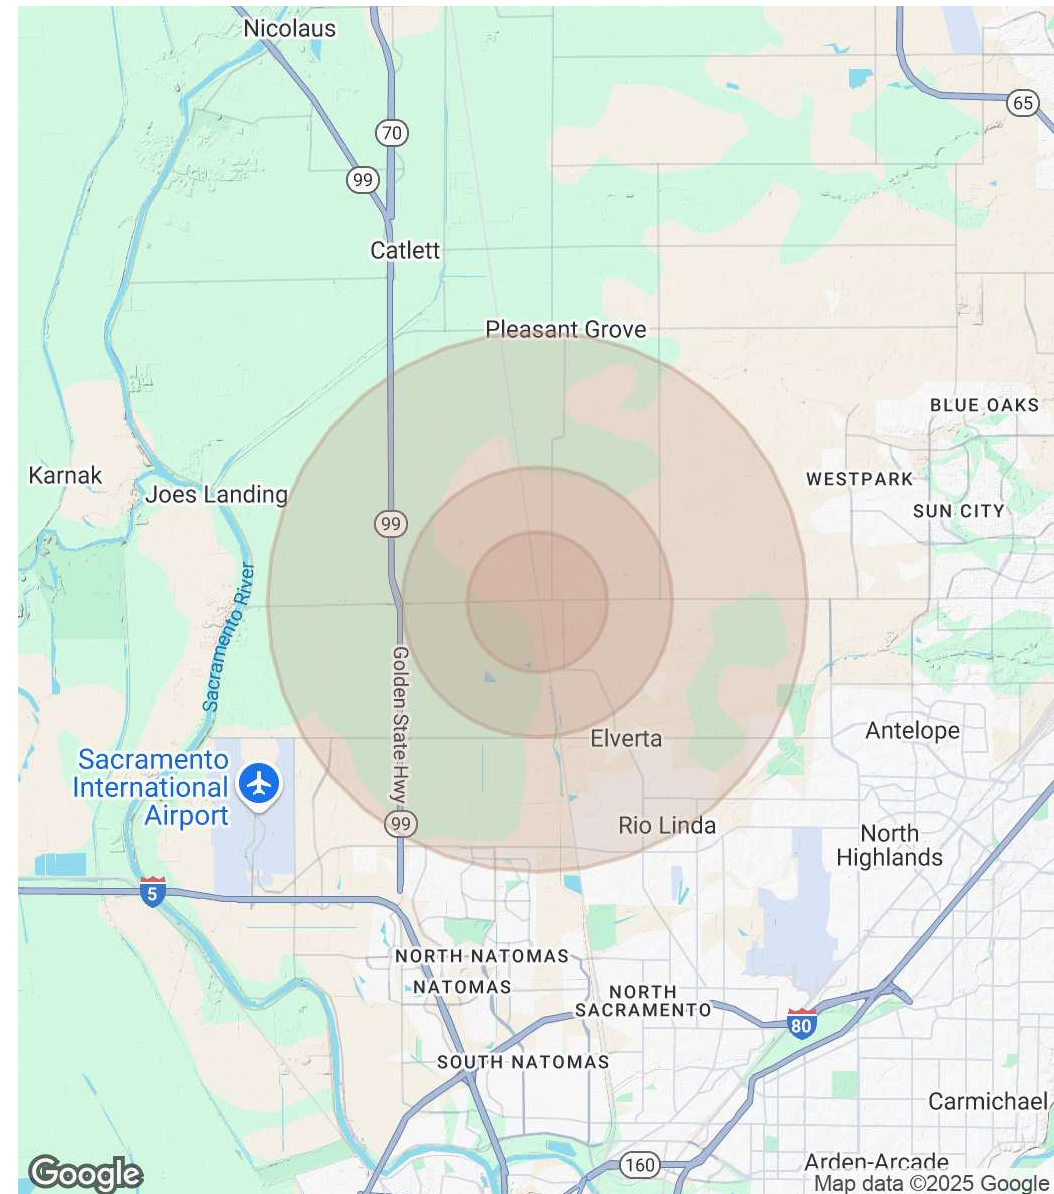 Nicolaus
65
70
99
Catlett
Pleasant Grove
BLUE OAKS
Karnak
WESTPARK
Joes Landing
SUN CITY
99
Sacramento River
Golden State Hwy
Elverta
Antelope
Sacramento
International
Airport
99
Rio Linda
North
Highlands
5
NORTH NATOMAS
NATOMAS
NORTH
SACRAMENTO
80
SOUTH NATOMAS
Carmichael
160
Arden-Arcade
Google
Map data ©2025 Google